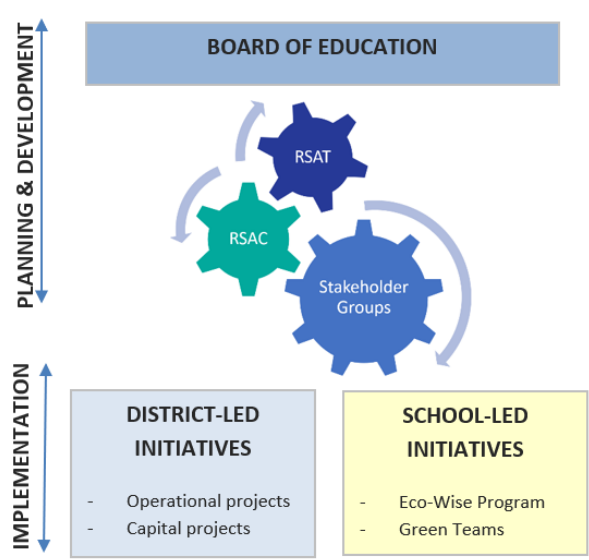 PLANNING & DEVELOPMENT
BOARD OF EDUCATION
RSAT
RSAC
Stakeholder
Groups
IMPLEMENTATION
DISTRICT-LED
INITIATIVES
- Operational projects
- Capital projects
SCHOOL-LED
INITIATIVES
- Eco-Wise Program
- Green Teams